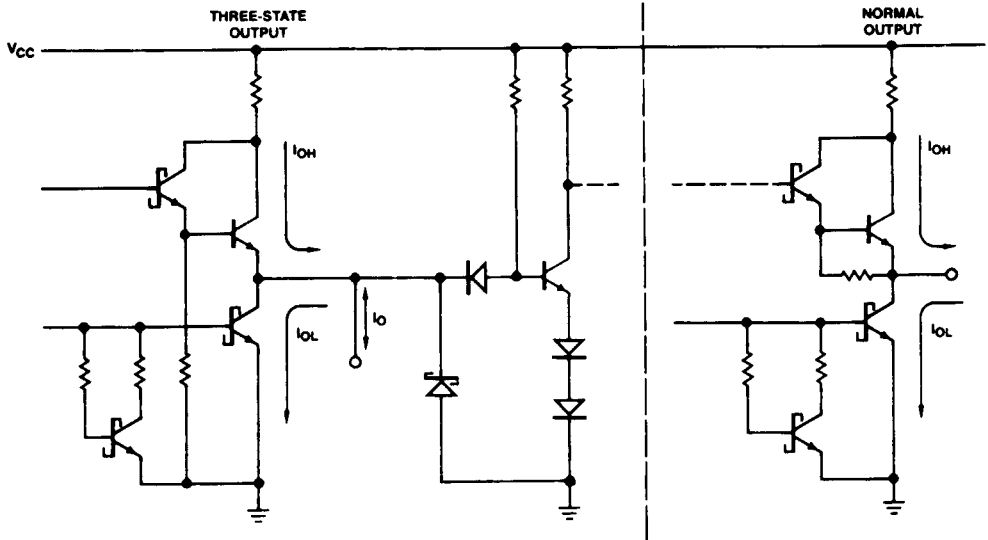 THREE-STATE
OUTPUT
NORMAL
OUTPUT
VCC
IOH
IOH
IO
IOL
IOL